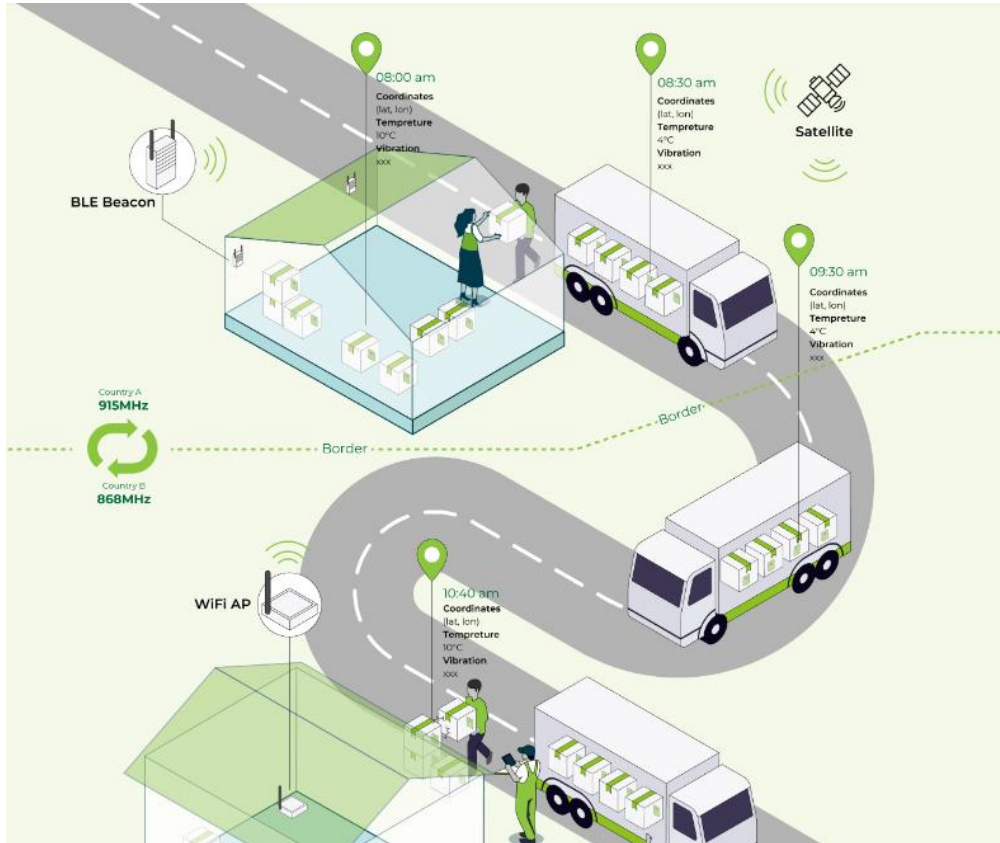 08:00 am
Coordinates
(lat, lon)
Tempreture
10°C
Vibration
xxx
08:30 am
Coordinates
(lat, lon)
Tempreture
4°C
Vibration
xxx
Satellite
BLE Beacon
09:30 am
Coordinates
(lat, lon)
Tempreture
4°C
Vibration
xxx
Country A
915MHz
Border
Border
Country B
868MHz
WiFi AP
10:40 am
Coordinates
(lat, lon)
Tempreture
10°C
Vibration
xxx